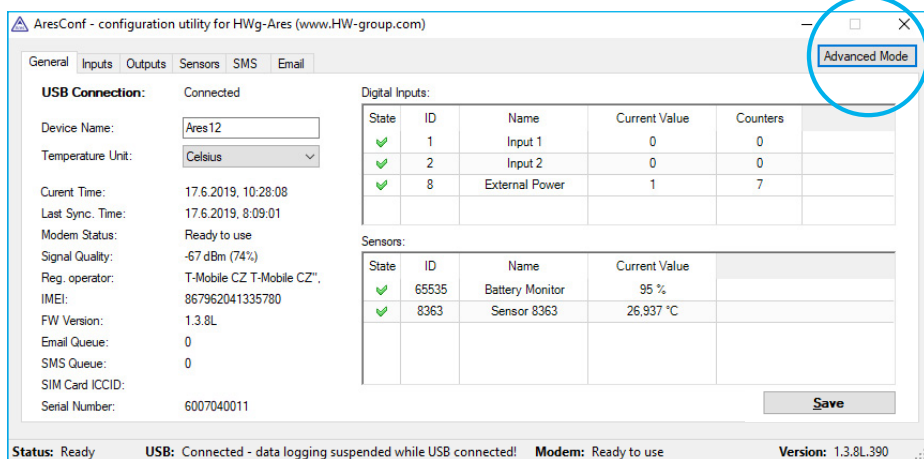 AresConf - configuration utility for HWg-Ares (www.HW-group.com)
General Inputs Outputs Sensors SMS Email
Advanced Mode
USB Connection: Connected
Device Name: Ares12
Temperature Unit: Celsius
Curent Time: 17.6.2019, 10:28:08
Last Sync. Time: 17.6.2019, 8:09:01
Modem Status: Ready to use
Signal Quality: -67 dBm (74%)
Reg. operator: T-Mobile CZ T-Mobile CZ",
IMEI: 867962041335780
FW Version: 1.3.8L
Email Queue: 0
SMS Queue: 0
SIM Card ICCID:
Serial Number: 6007040011
Digital Inputs:
State ID Name Current Value Counters
1 Input 1 0 0
2 Input 2 0 0
8 External Power 1 7
Sensors:
State ID Name Current Value
65535 Battery Monitor 95 %
8363 Sensor 8363 26,937 °C
Save
Status: Ready USB: Connected - data logging suspended while USB connected! Modem: Ready to use Version: 1.3.8L.390